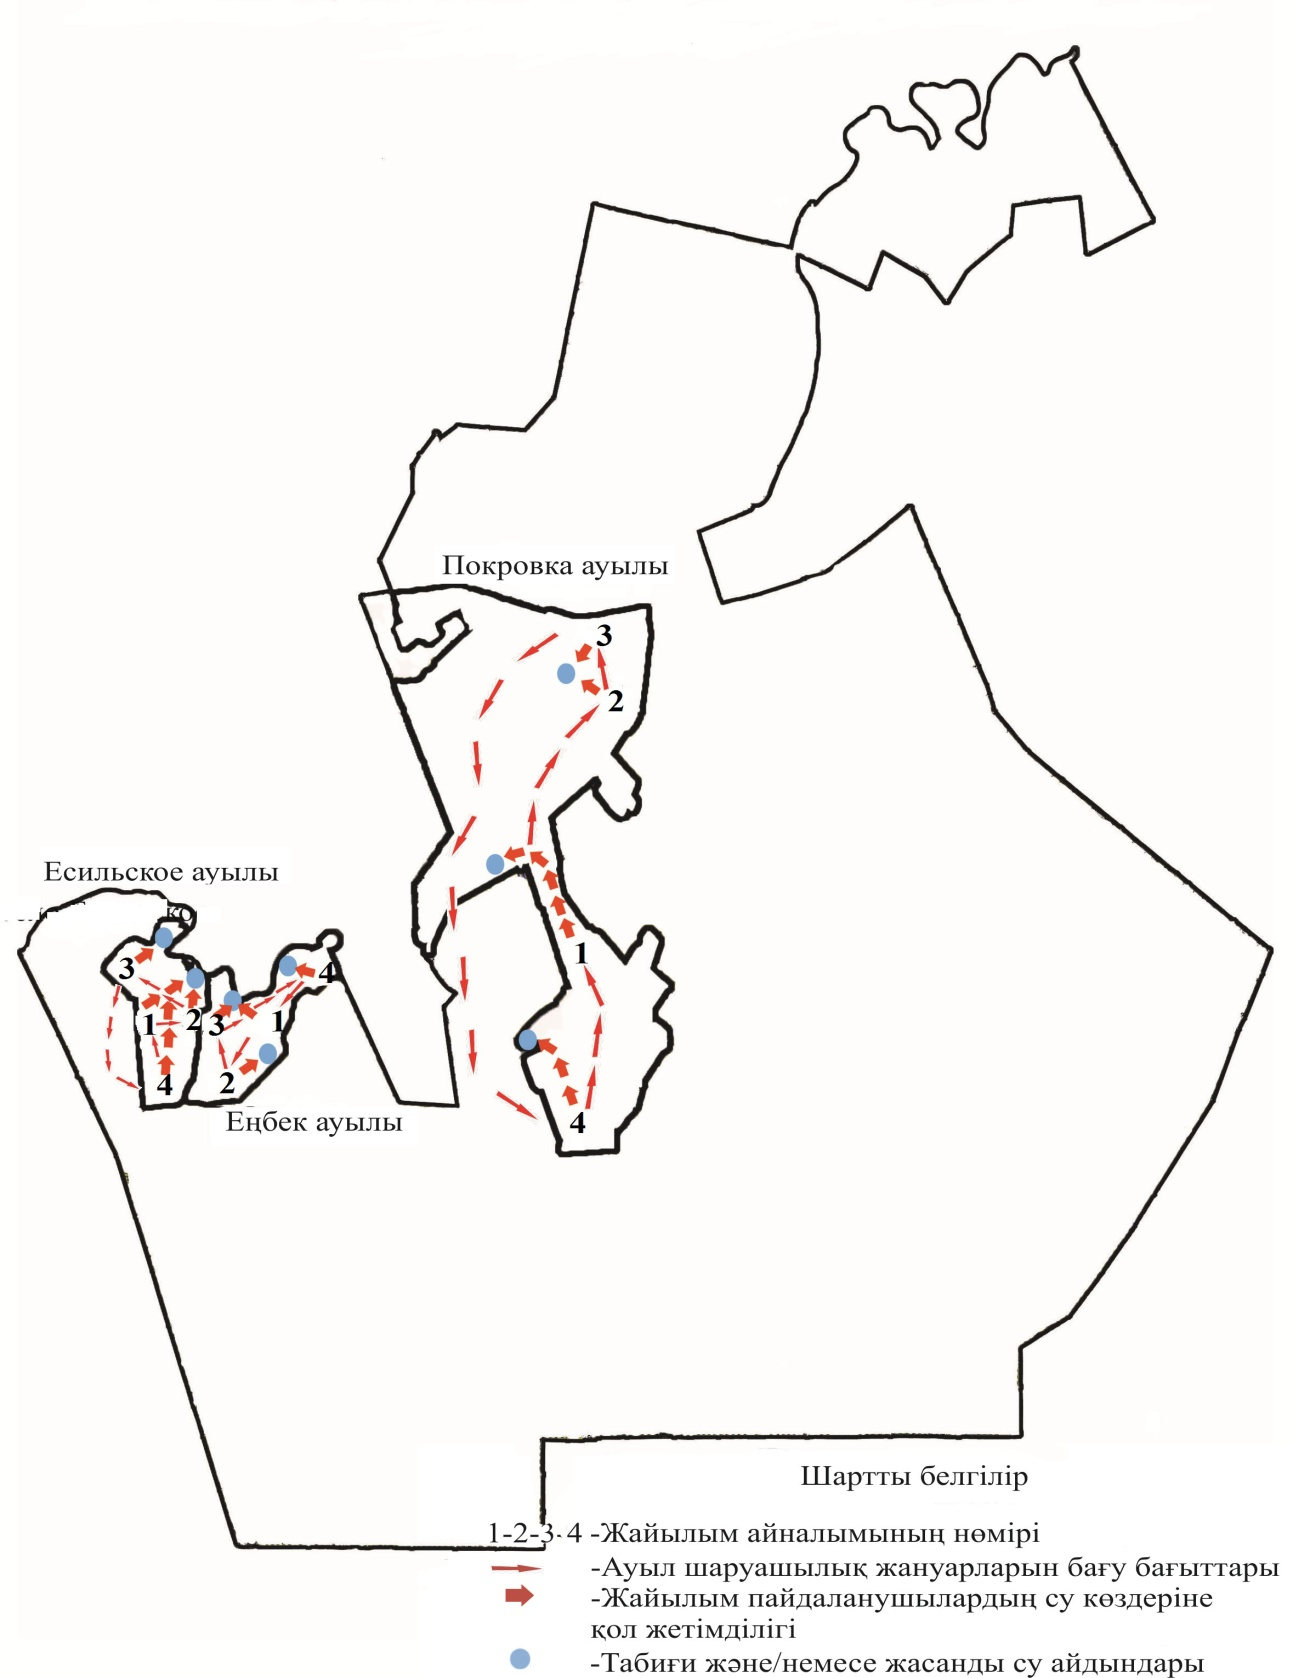 Покровка ауылы
3
2
Есильское ауылы
ко
1
3
4
1
2
3
1
4
2
4
Еңбек ауылы
Шартты белгілір
1-2-3-4 -Жайылым айналымының нөмірі
-Ауыл шаруашылық жануарларын бағу бағыттары
-Жайылым пайдаланушылардың су көздеріне
қол жетімділігі
-Табиғи және/немесе жасанды су айдындары